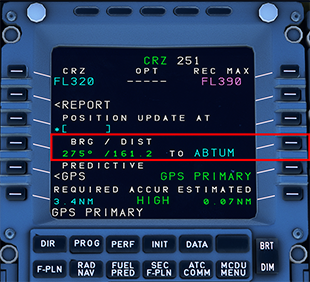 CRZ 251
CRZ OPT REC MAX
FL320 ---- FL390
<REPORT
POSITION UPDATE AT
*[ ]
BRG / DIST
275° /161.2 TO ABTUM
PREDICTIVE
<GPS GPS PRIMARY
REQUIRED ACCUR ESTIMATED
3.4NM HIGH 0.07NM
GPS PRIMARY
DIR PROG PERF INIT DATA BRT
F-PLN RAD NAV FUEL PRED SEC F-PLN ATC COMM MCDU MENU DIM